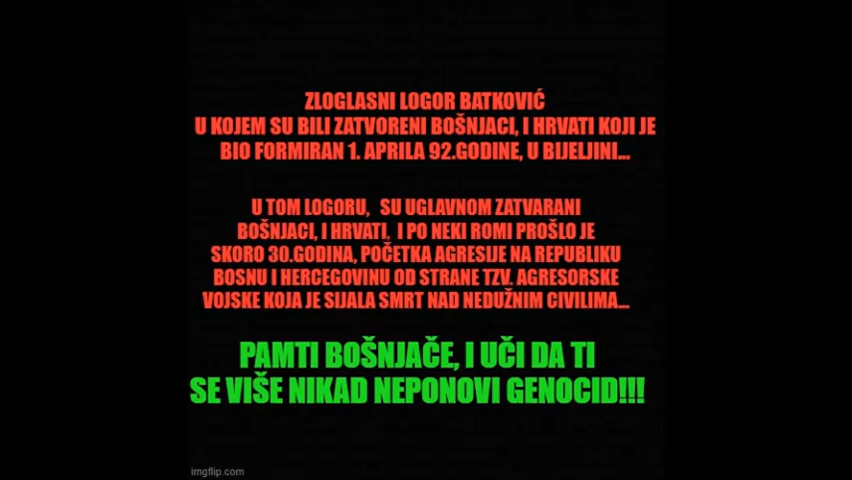 ZLOGLASNI LOGOR BATKOVIĆ
U KOJEM SU BILI ZATVORENI BOŠNJACI, I HRVATI KOJI JE
BIO FORMIRAN 1. APRILA 92.GODINE, U BIJELJINI...
U TOM LOGORU, SU UGLAVNOM ZATVARANI
BOŠNJACI, I HRVATI, I PO NEKI ROMI PROŠLO JE
SKORO 30.GODINA, POČETKA AGRESIJE NA REPUBLIKU
BOSNU I HERCEGOVINU OD STRANE TZV. AGRESORSKE
VOJSKE KOJA JE SIJALA SMRT NAD NEDUŽNIM CIVILIMA...
PAMTI BOŠNJAČE, I UČI DA TI
SE VIŠE NIKAD NEPONOVI GENOCID!!!
imgflip.com